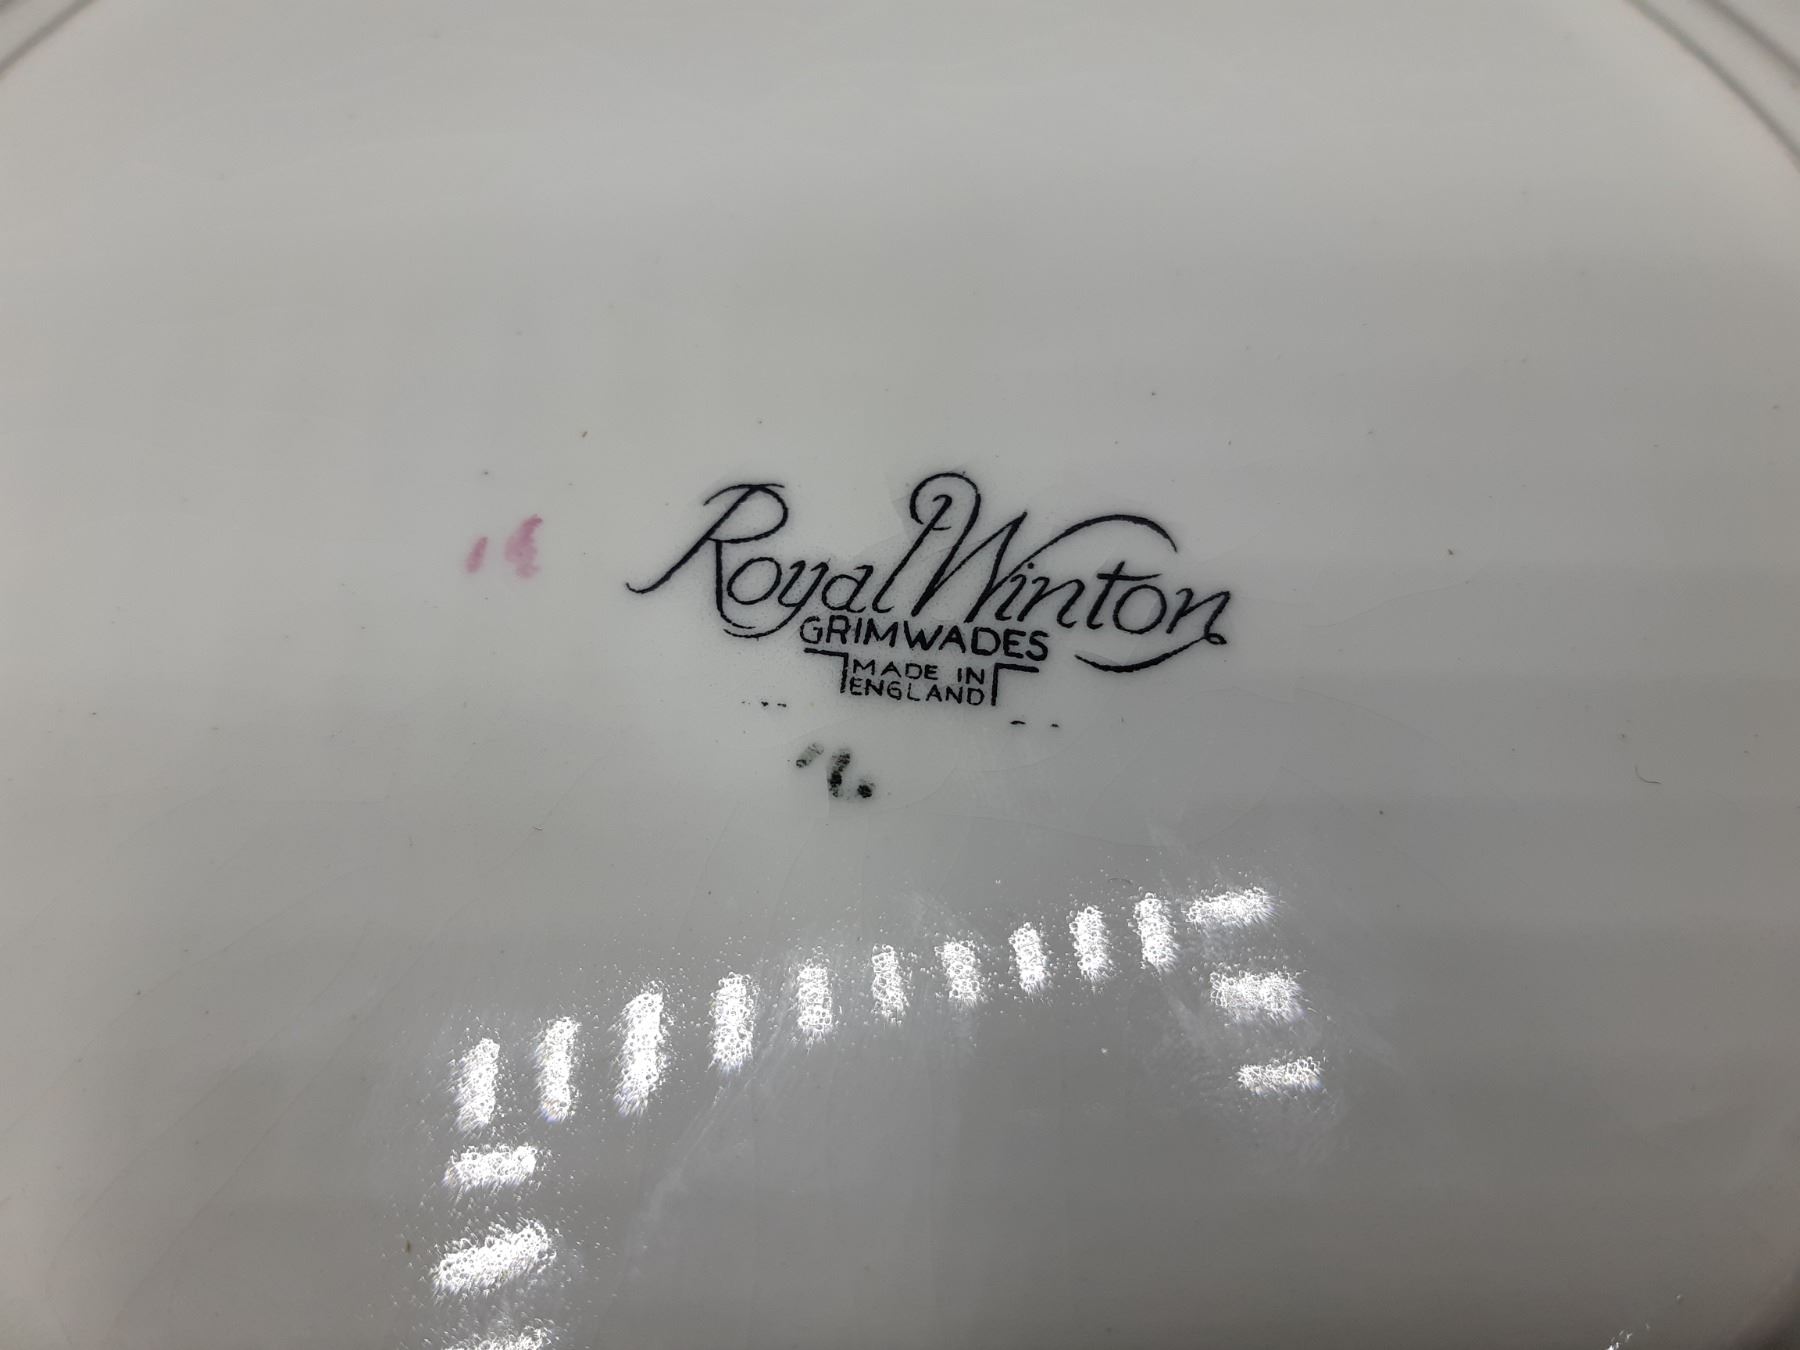 Royal Winton
GRIMWADES
MADE IN
ENGLAND